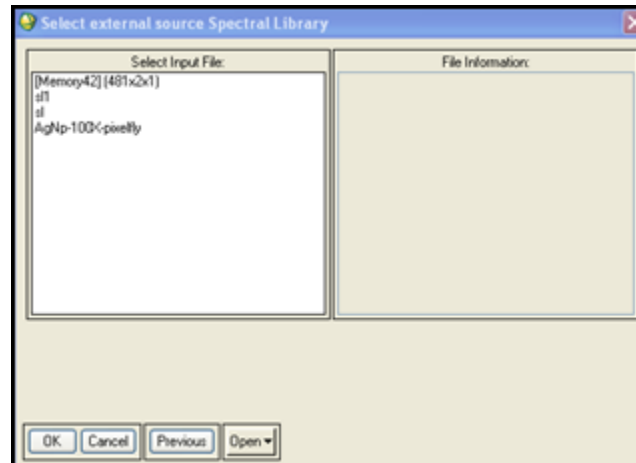 Select external source Spectral Library
Select Input File:
File Information:
[Memory42] (481x2x1)
sl1
sl
AgNp-100X-pixelfly
OK Cancel Previous Open